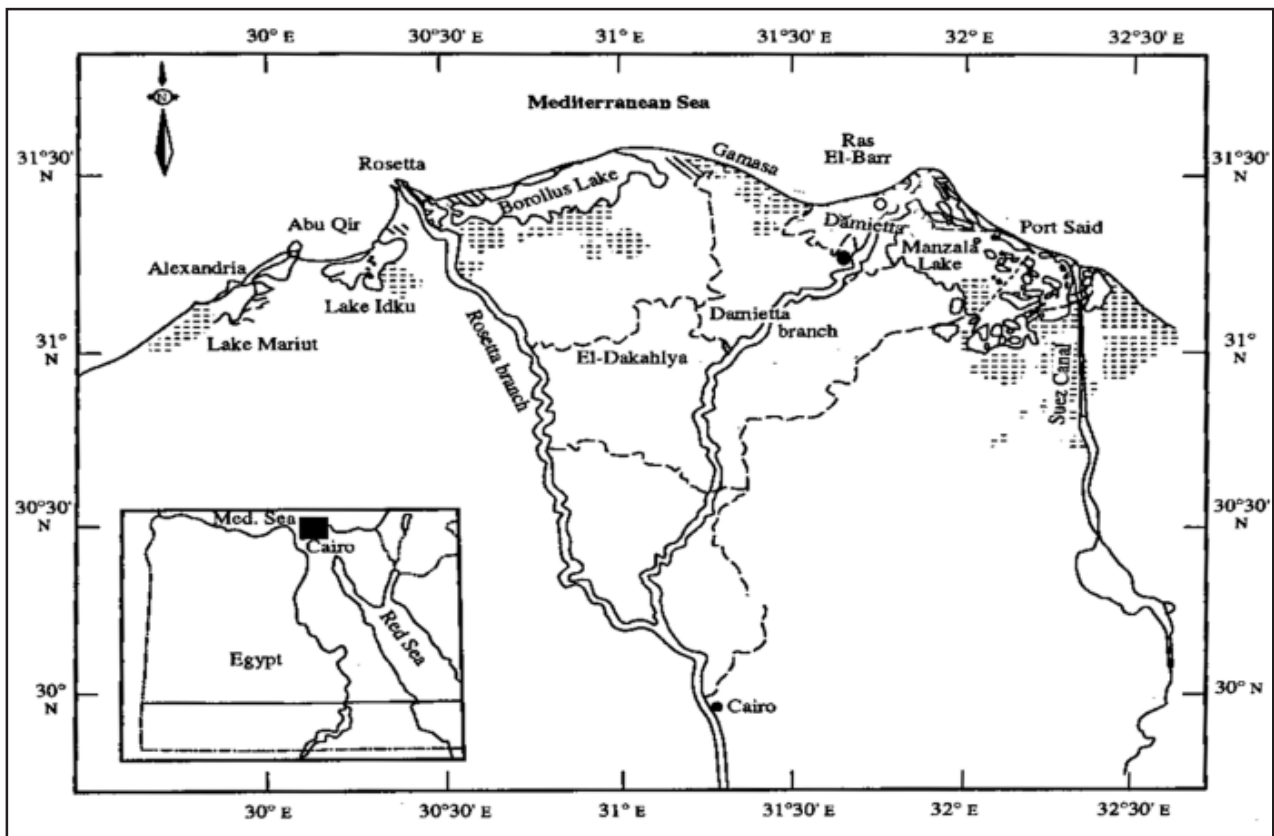 30° E 30°30' E 31° E 31°30' E 32° E 32°30' E
N
Mediterranean Sea
Ras
El-Barr
31°30'
N
31°30'
N
Rosetta
Gamasa
Borollus Lake
Abu Qir
Damietta
Port Said
Manzala
Lake
Alexandria
Lake Idku
Damietta
branch
Rosetta branch
Lake Mariut
31°
N
31°
N
El-Dakahlya
Suez Canal
30°30'
N
30°30'
N
Med. Sea
Cairo
Red Sea
Egypt
30°
N
30° N
Cairo
30° E 30°30' E 31° E 31°30' E 32° E 32°30' E